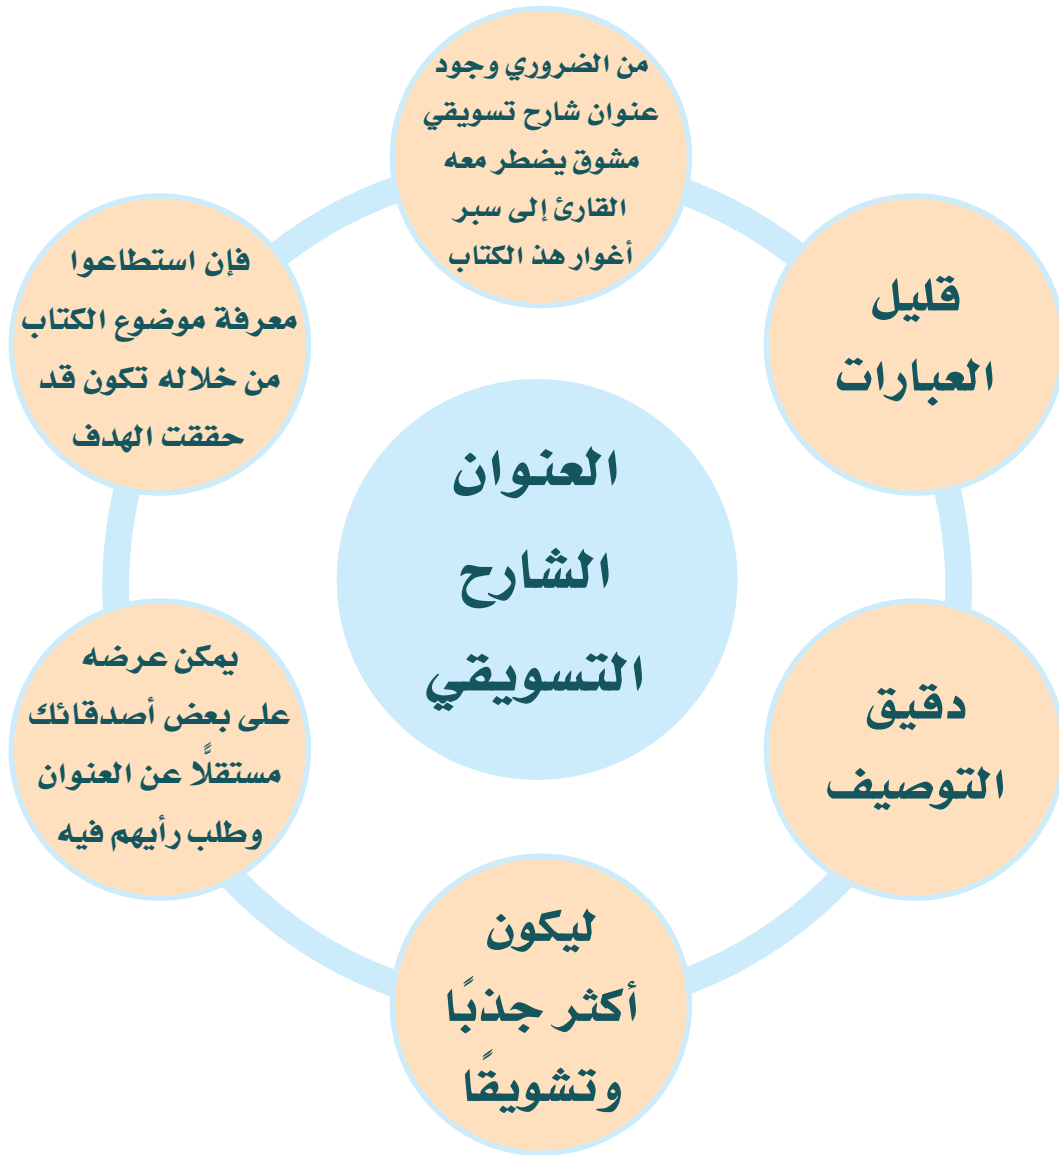 العنوان
الشارح
التسويقي
من الضروري وجود
عنوان شارح تسويقي
مشوق يضطر معه
القارئ إلى سبر
أغوار هذ الكتاب
قليل
العبارات
دقيق
التوصيف
ليكون
أكثر جذبًا
وتشويقًا
يمكن عرضه
على بعض أصدقائك
مستقلًّا عن العنوان
وطلب رأيهم فيه
فإن استطاعوا
معرفة موضوع الكتاب
من خلاله تكون قد
حققت الهدف